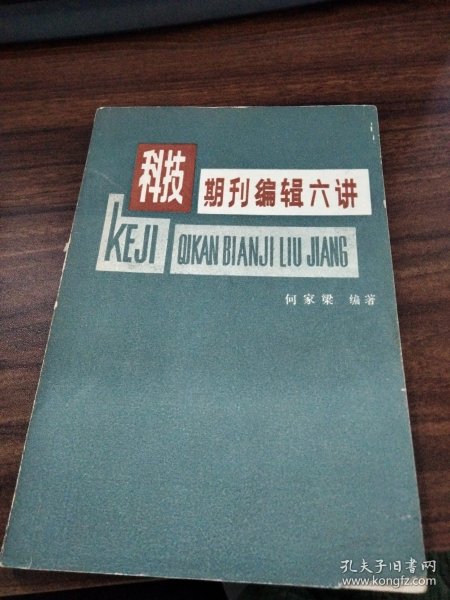 科技
期刊编辑六讲
KEJI
QIKAN BIANJI LIU JIANG
何家梁 编著
孔夫子旧书网
www.kongfz.com